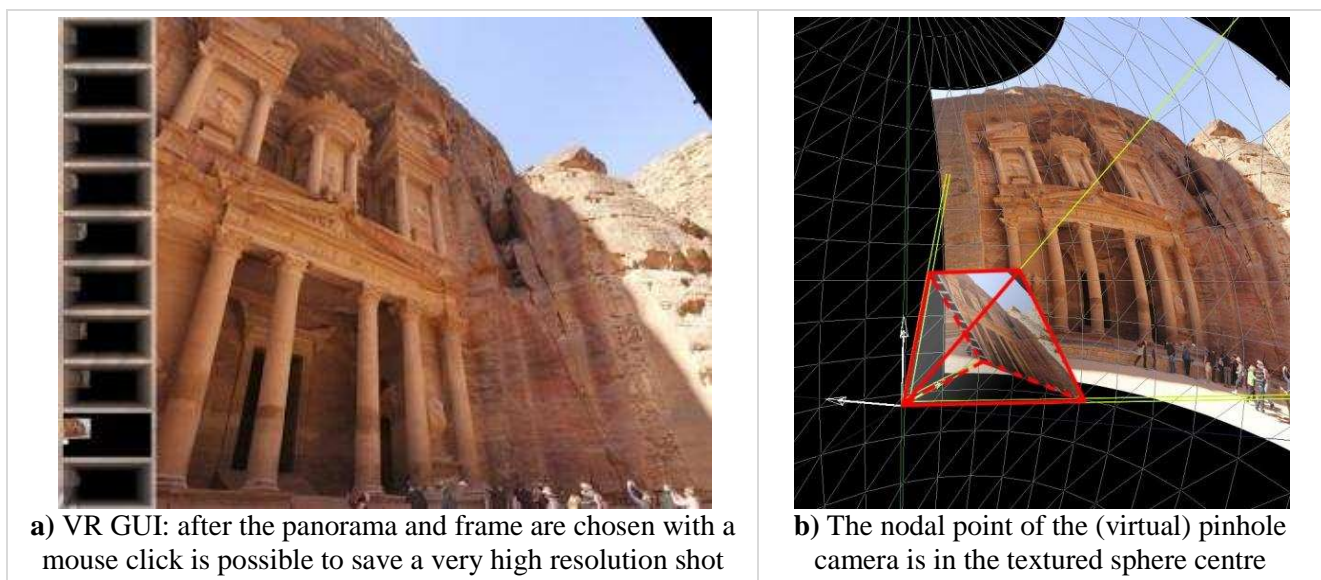 a) VR GUI: after the panorama and frame are chosen with a
mouse click is possible to save a very high resolution shot
b) The nodal point of the (virtual) pinhole
camera is in the textured sphere centre